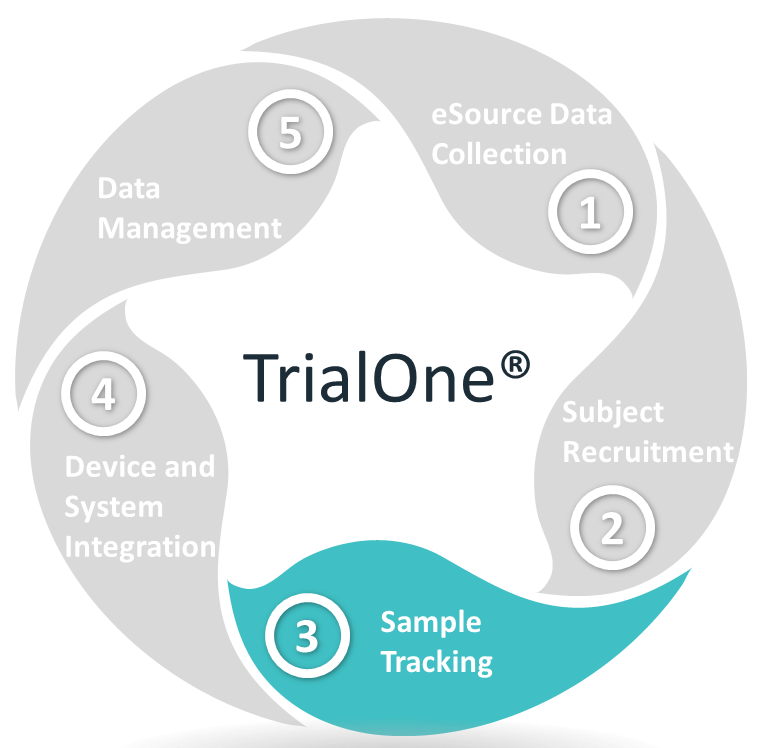 eSource Data
Collection
1
Subject
Recruitment
2
3
Sample
Tracking
4
Device and
System
Integration
5
Data
Management
TrialOne®